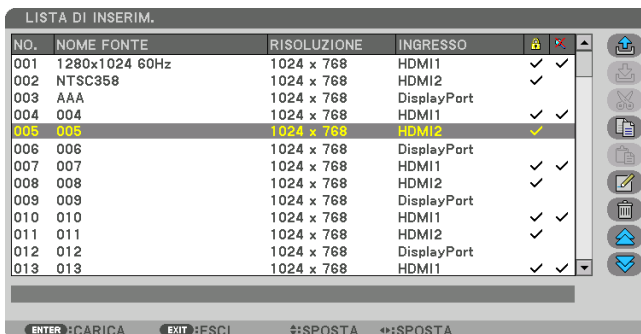 LISTA DI INSERIM.
NO. NOME FONTE RISOLUZIONE INGRESSO
001 1280x1024 60Hz 1024 x 768 HDMI1
002 NTSC358 1024 x 768 HDMI2
003 AAA 1024 x 768 DisplayPort
004 004 1024 x 768 HDMI1
005 005 1024 x 768 HDMI2
006 006 1024 x 768 DisplayPort
007 007 1024 x 768 HDMI1
008 008 1024 x 768 HDMI2
009 009 1024 x 768 DisplayPort
010 010 1024 x 768 HDMI1
011 011 1024 x 768 HDMI2
012 012 1024 x 768 DisplayPort
013 013 1024 x 768 HDMI1
ENTER :CARICA EXIT :ESCI :SPOSTA :SPOSTA